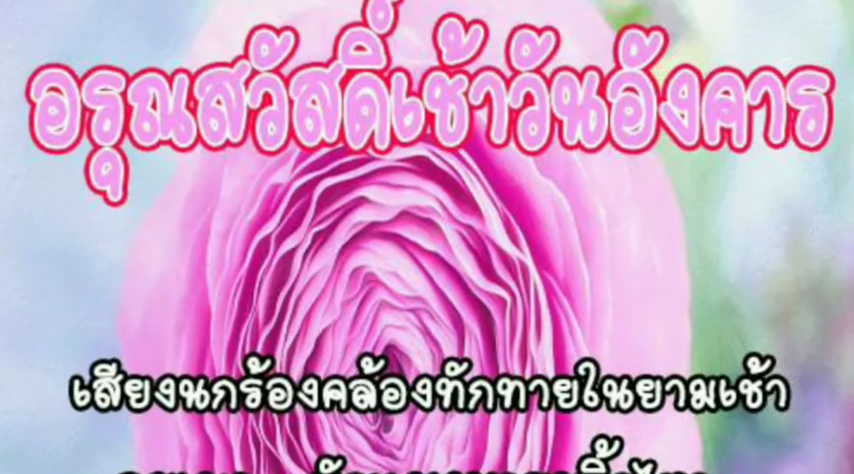 อรุณสวัสดิ์เช้าวันอังคาร
เสียงนกร้องคล้องทักทายในยามเช้า